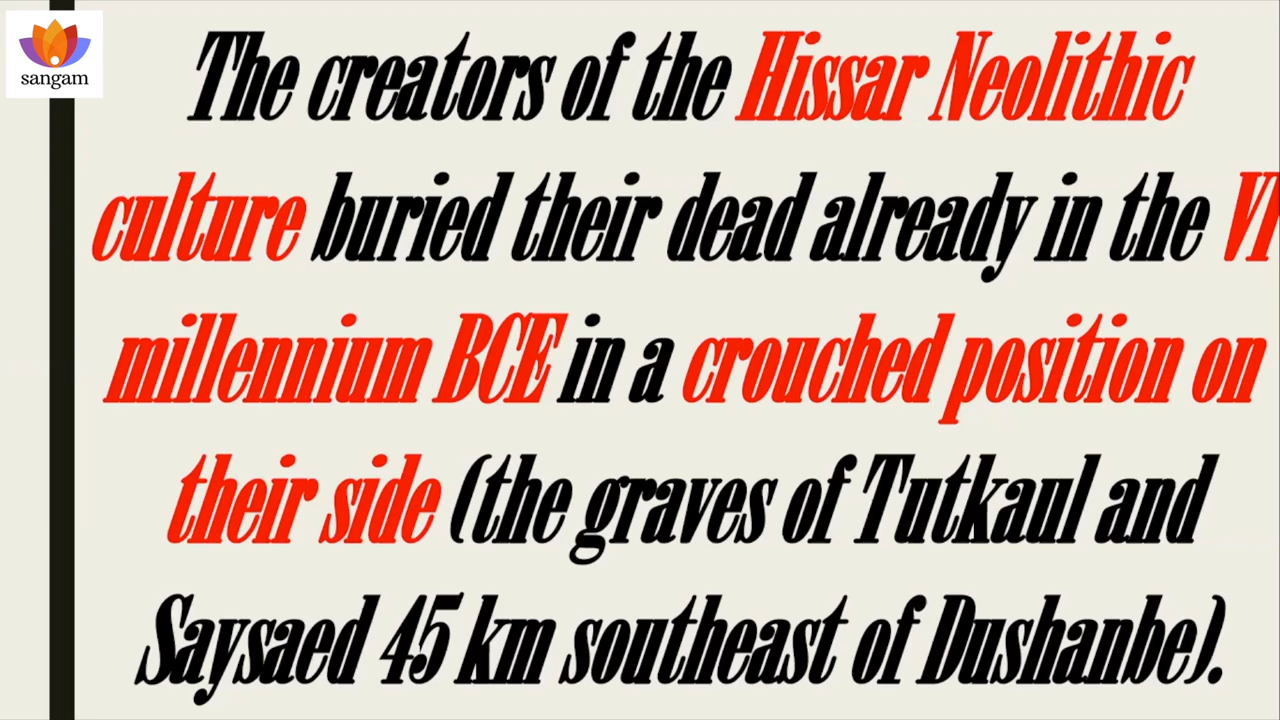 sangam
The creators of the Hissar Neolithic
culture buried their dead already in the
millennium BCE in a crouched position on
their side (the graves of Tutkaul and
Saysaed 45 km southeast of Dushanbe).